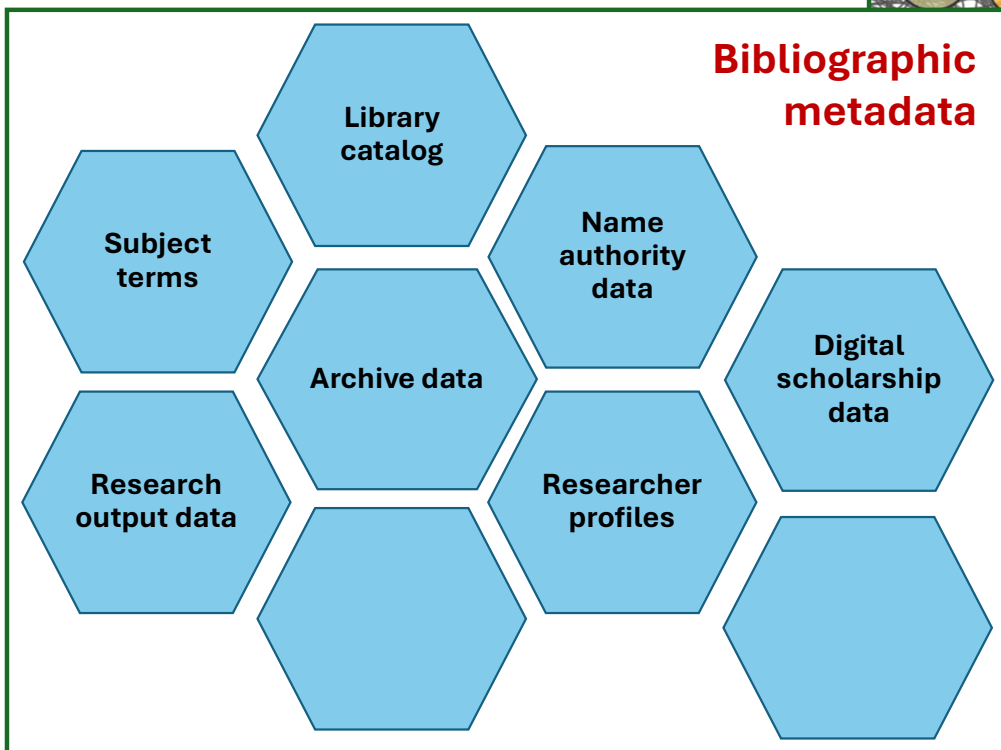 Bibliographic
metadata
Library
catalog
Subject
terms
Name
authority
data
Archive data
Digital
scholarship
data
Research
output data
Researcher
profiles